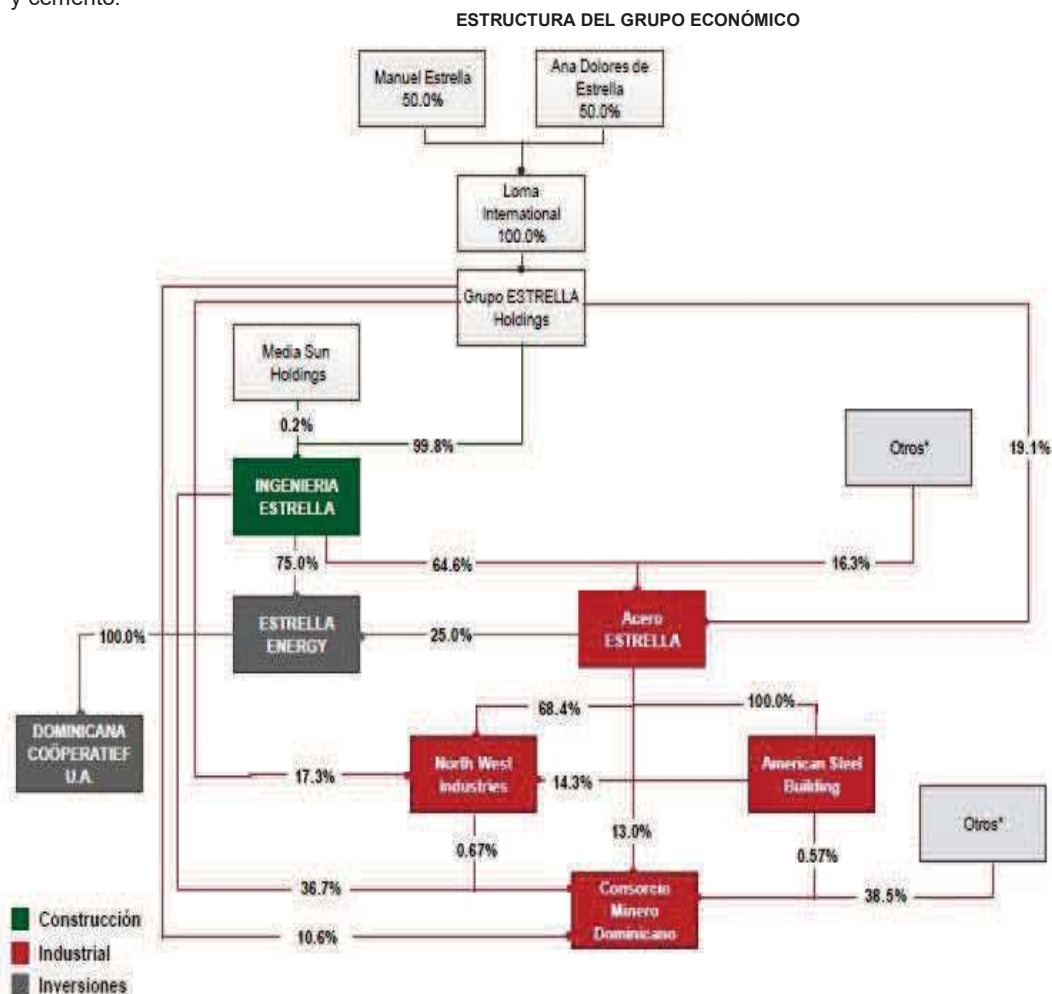 y cemento.
ESTRUCTURA DEL GRUPO ECONÓMICO
Manuel Estrella
50.0%
Ana Dolores de
Estrella
50.0%
Loma
International
100.0%
Grupo ESTRELLA
Holdings
Media Sun
Holdings
0.2%
99.8%
Otros*
19.1%
INGENIERIA
ESTRELLA
75.0%
64.6%
16.3%
ESTRELLA
ENERGY
Acero
ESTRELLA
100.0%
25.0%
68.4%
100.0%
DOMINICANA
COÖPERATIEF
U.A.
North West
Industries
American Steel
Building
17.3%
14.3%
13.0%
Otros*
0.67%
0.57%
36.7%
Consorcio
Minero
Dominicano
38.5%
10.6%
Construcción
Industrial
Inversiones